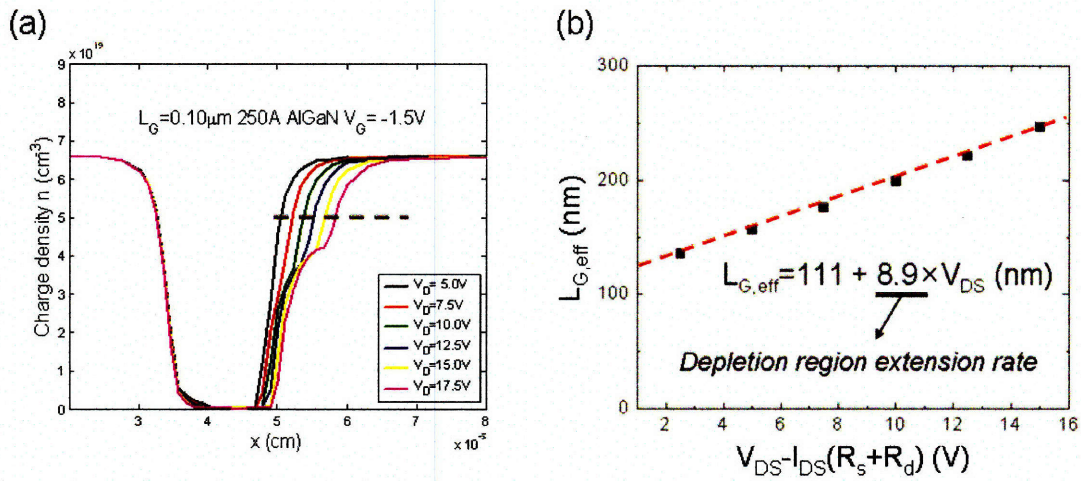 (a)
(b)
× 10¹⁹
9
8
7
6
5
4
3
2
1
0
Charge density n (cm³)
L_G=0.10μm 250A AlGaN V_G= -1.5V
V_D= 5.0V
V_D=7.5V
V_D=10.0V
V_D=12.5V
V_D=15.0V
V_D=17.5V
3 4 5 6 7 8
x (cm)
× 10⁻⁵
300
200
100
0
L_G,eff (nm)
L_G,eff=111 + 8.9×V_DS (nm)
Depletion region extension rate
2 4 6 8 10 12 14 16
V_DS-I_DS(R_s+R_d) (V)